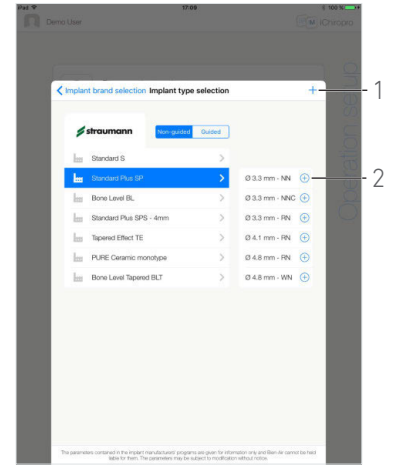 iPad 17:09 100 %
Demo User iChiropro
Operation setup
Implant brand selection Implant type selection + 1
straumann Non-guided Guided
Standard S
Standard Plus SP Ø 3.3 mm - NN 2
Bone Level BL Ø 3.3 mm - NNC
Standard Plus SPS - 4mm Ø 3.3 mm - RN
Tapered Effect TE Ø 4.1 mm - RN
PURE Ceramic monotype Ø 4.8 mm - RN
Bone Level Tapered BLT Ø 4.8 mm - WN
The parameters contained in the implant manufacturers' programs are given for information only and Bien Air cannot be held
liable for them. The parameters may be subject to modification without notice.